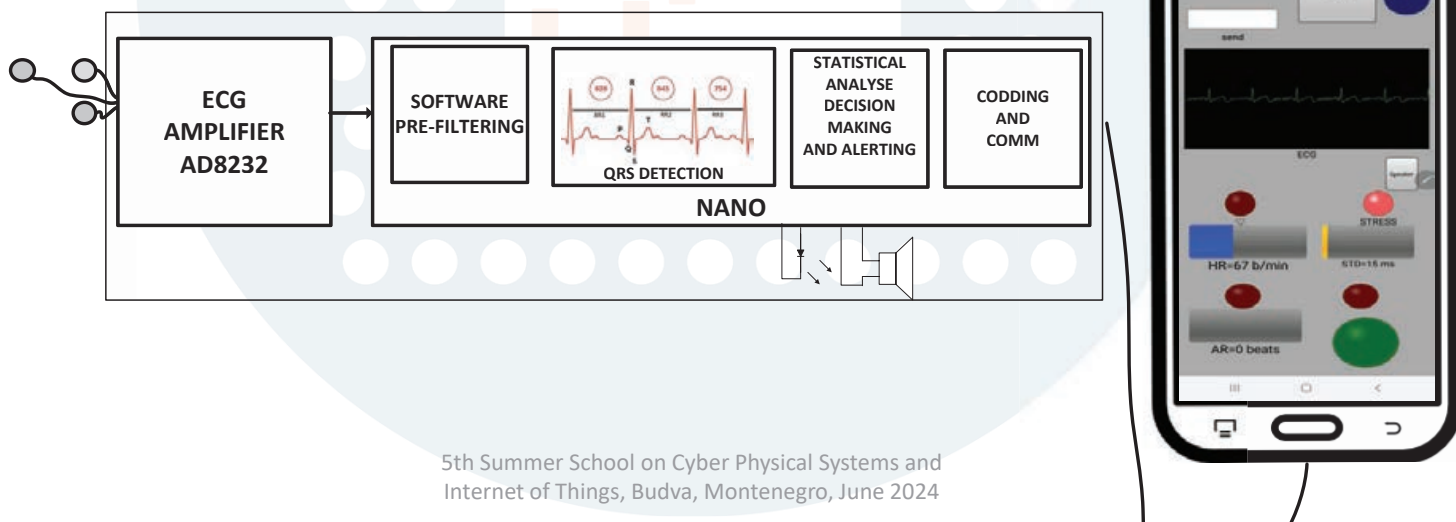 ECG
AMPLIFIER
AD8232
SOFTWARE
PRE-FILTERING
R
P
T
Q
S
QRS DETECTION
STATISTICAL
ANALYSE
DECISION
MAKING
AND ALERTING
CODDING
AND
COMM
NANO
send
ECG
Speaker
STRESS
HR=67 b/min
STD=15 ms
AR=0 beats
5th Summer School on Cyber Physical Systems and
Internet of Things, Budva, Montenegro, June 2024